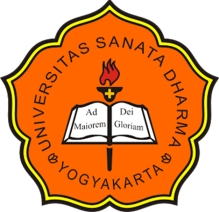 UNIVERSITAS SANATA DHARMA
Ad
Maiorem
Dei
Gloriam
YOGYAKARTA